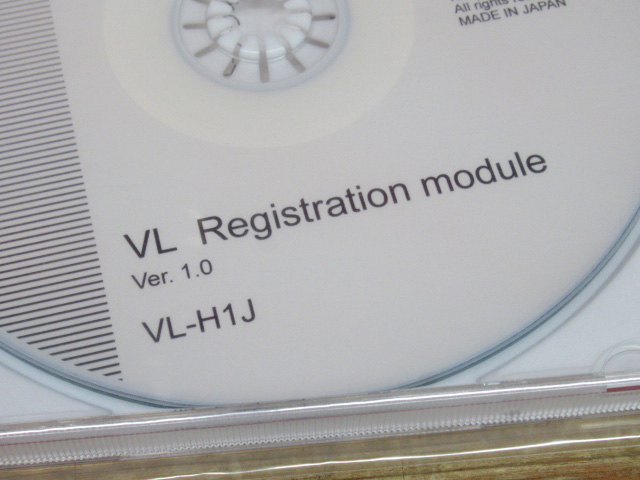 All rights
MADE IN JAPAN
VL Registration module
Ver. 1.0
VL-H1J